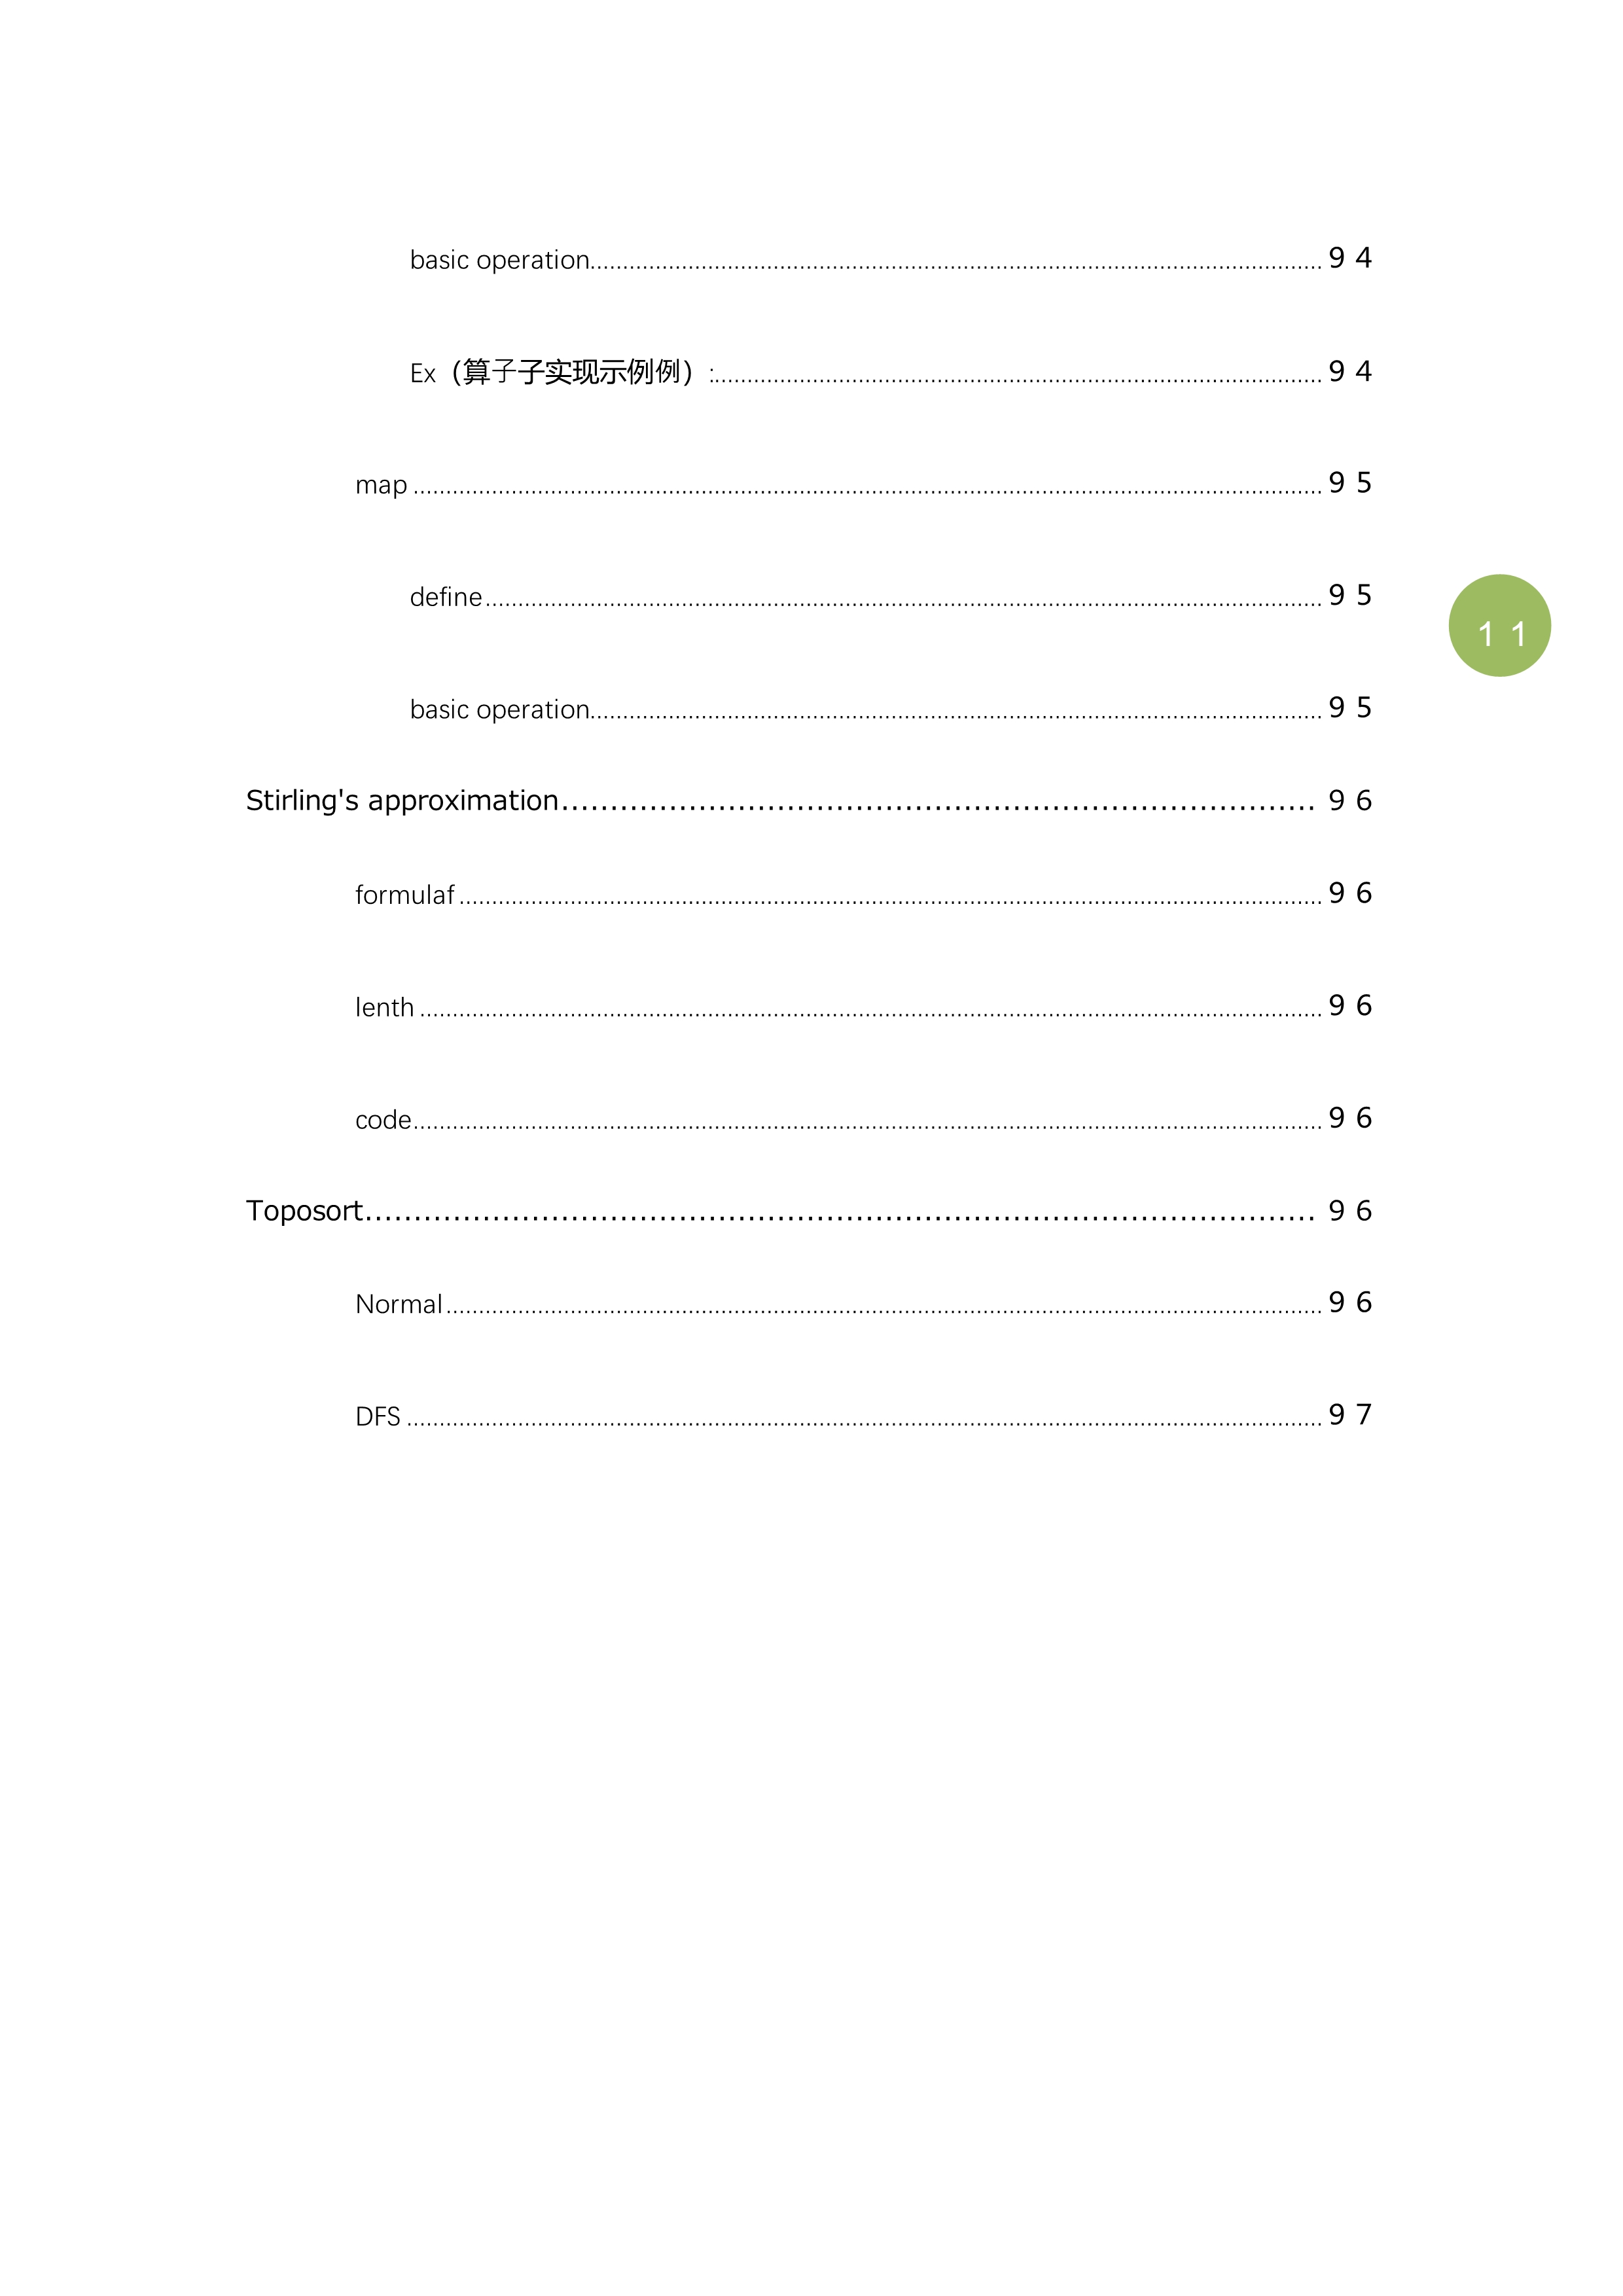 basic operation........................ 94
Ex（算子子实现示例例）:........................ 94
map ........................ 95
define ........................ 95
11
basic operation........................ 95
Stirling's approximation........................ 96
formulaf ........................ 96
lenth ........................ 96
code........................ 96
Toposort........................ 96
Normal ........................ 96
DFS ........................ 97